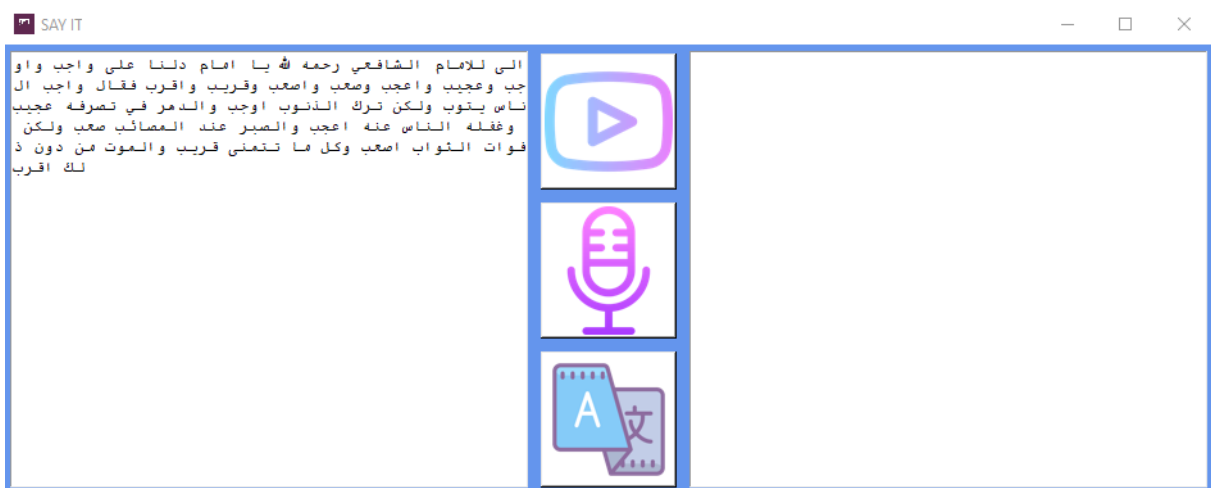 SAY IT
الى للامام الشافعي رحمه الله يا امام دلنا على واجب واو
جب وعجيب واعجب وصعب واصعب وقريب واقرب فقال واجب ال
ناس يتوب ولكن ترك الذنوب اوجب والدهر في تصرفه عجيب
وغفله الناس عنه اعجب والصبر عند المصائب صعب ولكن
فوات الثواب اصعب وكل ما تتمنى قريب والموت من دون ذ
لك اقرب
A
文